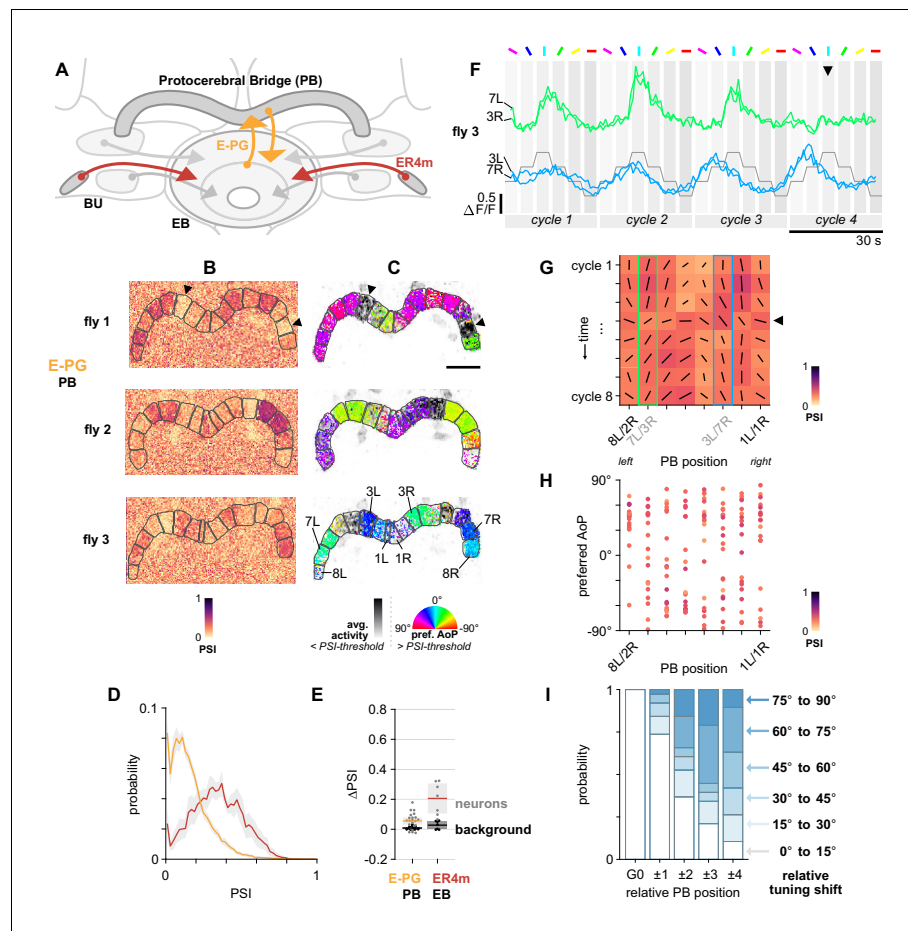 A
Protocerebral Bridge (PB)
E-PG
ER4m
BU
EB
F
7L
3R
fly 3
3L
7R
0.5
ΔF/F
cycle 1
cycle 2
cycle 3
cycle 4
30 s
B
C
fly 1
E-PG
PB
fly 2
fly 3
3L
3R
7L
7R
1L
1R
8L
8R
1
0
PSI
avg.
activity
< PSI-threshold
0°
90°
-90°
pref. AoP
> PSI-threshold
G
cycle 1
time
...
cycle 8
8L/2R
7L/3R
3L/7R
1L/1R
left
PB position
right
1
0
PSI
H
90°
0°
-90°
preferred AoP
8L/2R
1L/1R
PB position
1
0
PSI
D
0.1
0
probability
0
1
PSI
E
0.8
0.6
0.4
0.2
0
-0.2
ΔPSI
neurons
background
E-PG
PB
ER4m
EB
I
1
0
probability
G0
±1
±2
±3
±4
relative PB position
75° to 90°
60° to 75°
45° to 60°
30° to 45°
15° to 30°
0° to 15°
relative
tuning shift